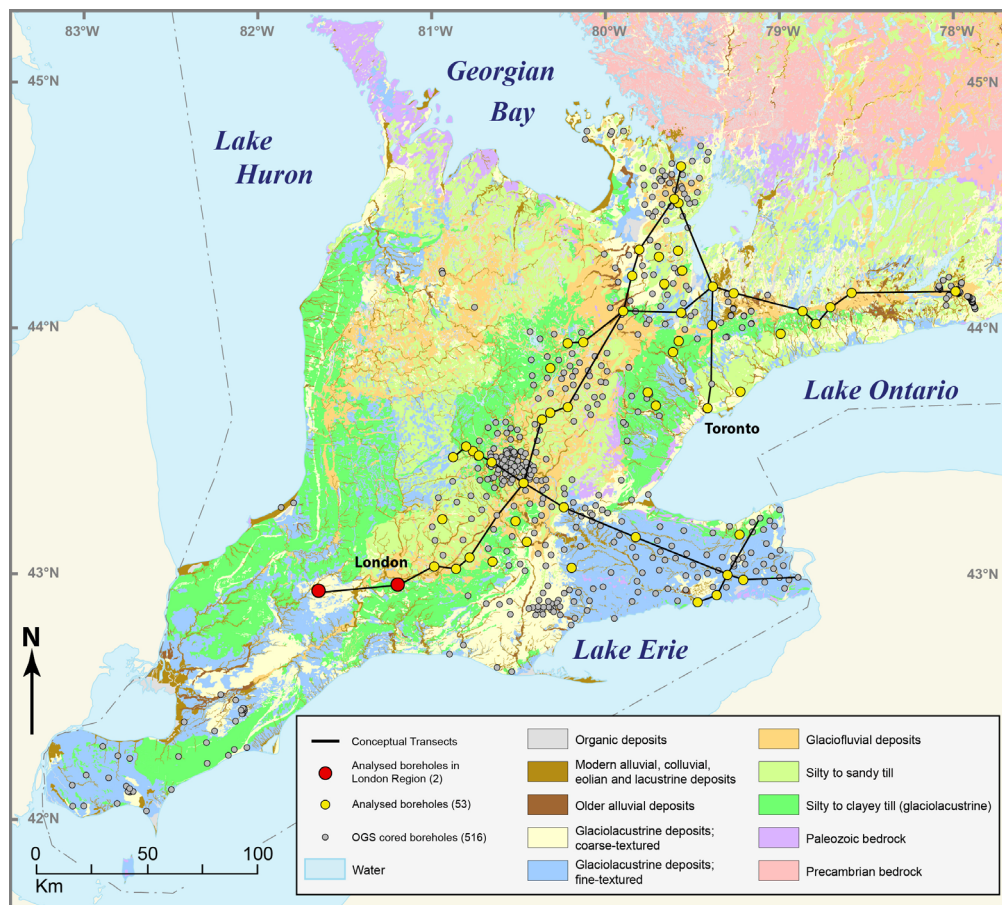 83°W
82°W
81°W
80°W
79°W
78°W
45°N
45°N
Georgian
Bay
Lake
Huron
44°N
44°N
Lake Ontario
Toronto
London
43°N
43°N
Lake Erie
N
42°N
0 50 100
Km
Conceptual Transects
Analysed boreholes in
London Region (2)
Analysed boreholes (53)
OGS cored boreholes (516)
Water
Organic deposits
Modern alluvial, colluvial,
eolian and lacustrine deposits
Older alluvial deposits
Glaciolacustrine deposits;
coarse-textured
Glaciolacustrine deposits;
fine-textured
Glaciofluvial deposits
Silty to sandy till
Silty to clayey till (glaciolacustrine)
Paleozoic bedrock
Precambrian bedrock